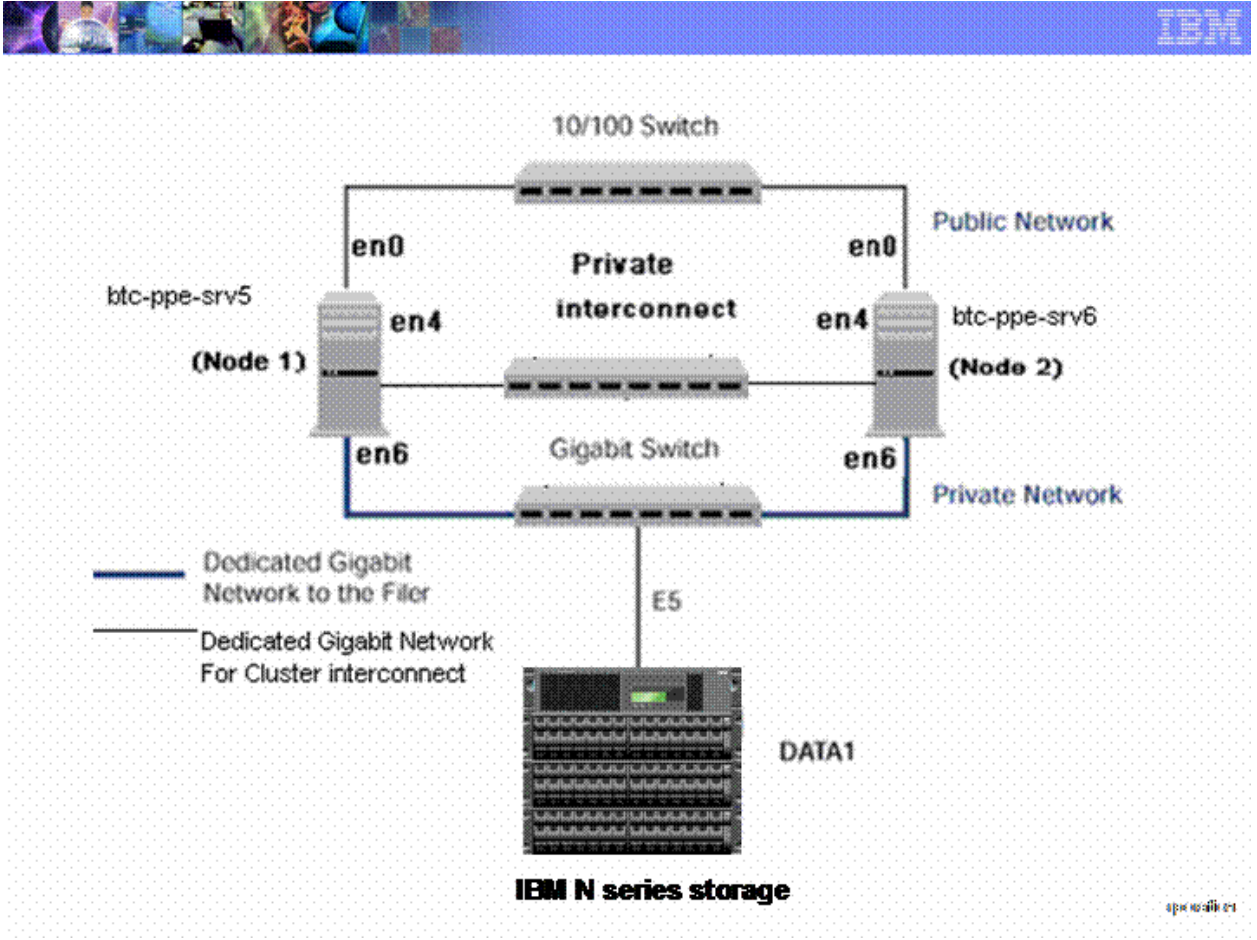 IBM
10/100 Switch
Public Network
en0
en0
Private
interconnect
btc-ppe-srv5
en4
en4
btc-ppe-srv6
(Node 1)
(Node 2)
en6
Gigabit Switch
en6
Private Network
Dedicated Gigabit
Network to the Filer
E5
Dedicated Gigabit Network
For Cluster interconnect
DATA1
IBM N series storage